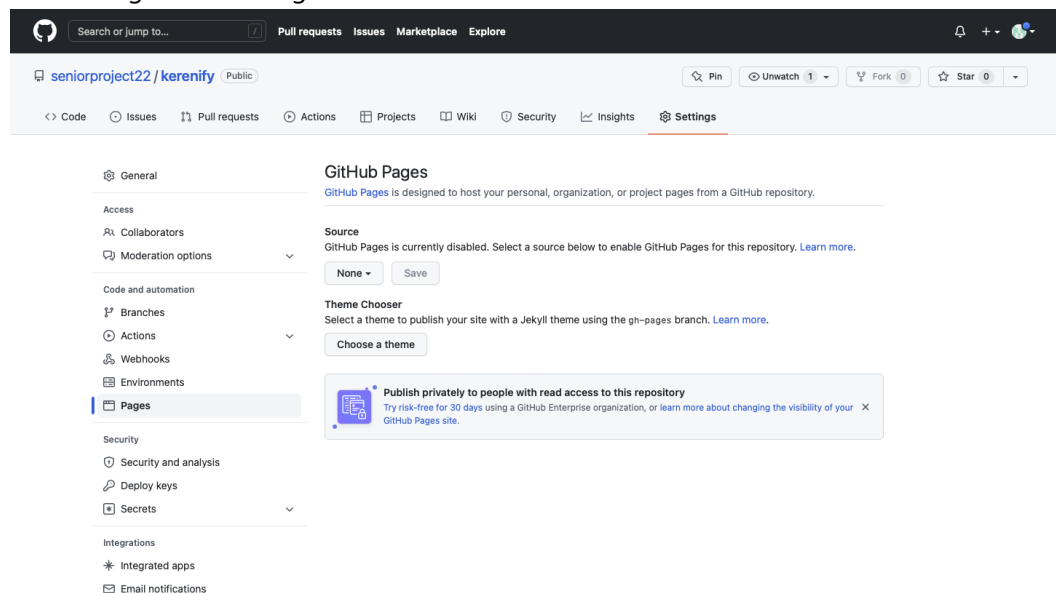 Search or jump to... / Pull requests Issues Marketplace Explore
seniorproject22 / kerenify Public Pin Unwatch 1 Fork 0 Star 0
<> Code Issues Pull requests Actions Projects Wiki Security Insights Settings
General
Access
Collaborators
Moderation options
Code and automation
Branches
Actions
Webhooks
Environments
Pages
Security
Security and analysis
Deploy keys
Secrets
Integrations
Integrated apps
Email notifications
GitHub Pages
GitHub Pages is designed to host your personal, organization, or project pages from a GitHub repository.
Source
GitHub Pages is currently disabled. Select a source below to enable GitHub Pages for this repository. Learn more.
None Save
Theme Chooser
Select a theme to publish your site with a Jekyll theme using the gh-pages branch. Learn more.
Choose a theme
Publish privately to people with read access to this repository
Try risk-free for 30 days using a GitHub Enterprise organization, or learn more about changing the visibility of your
GitHub Pages site.